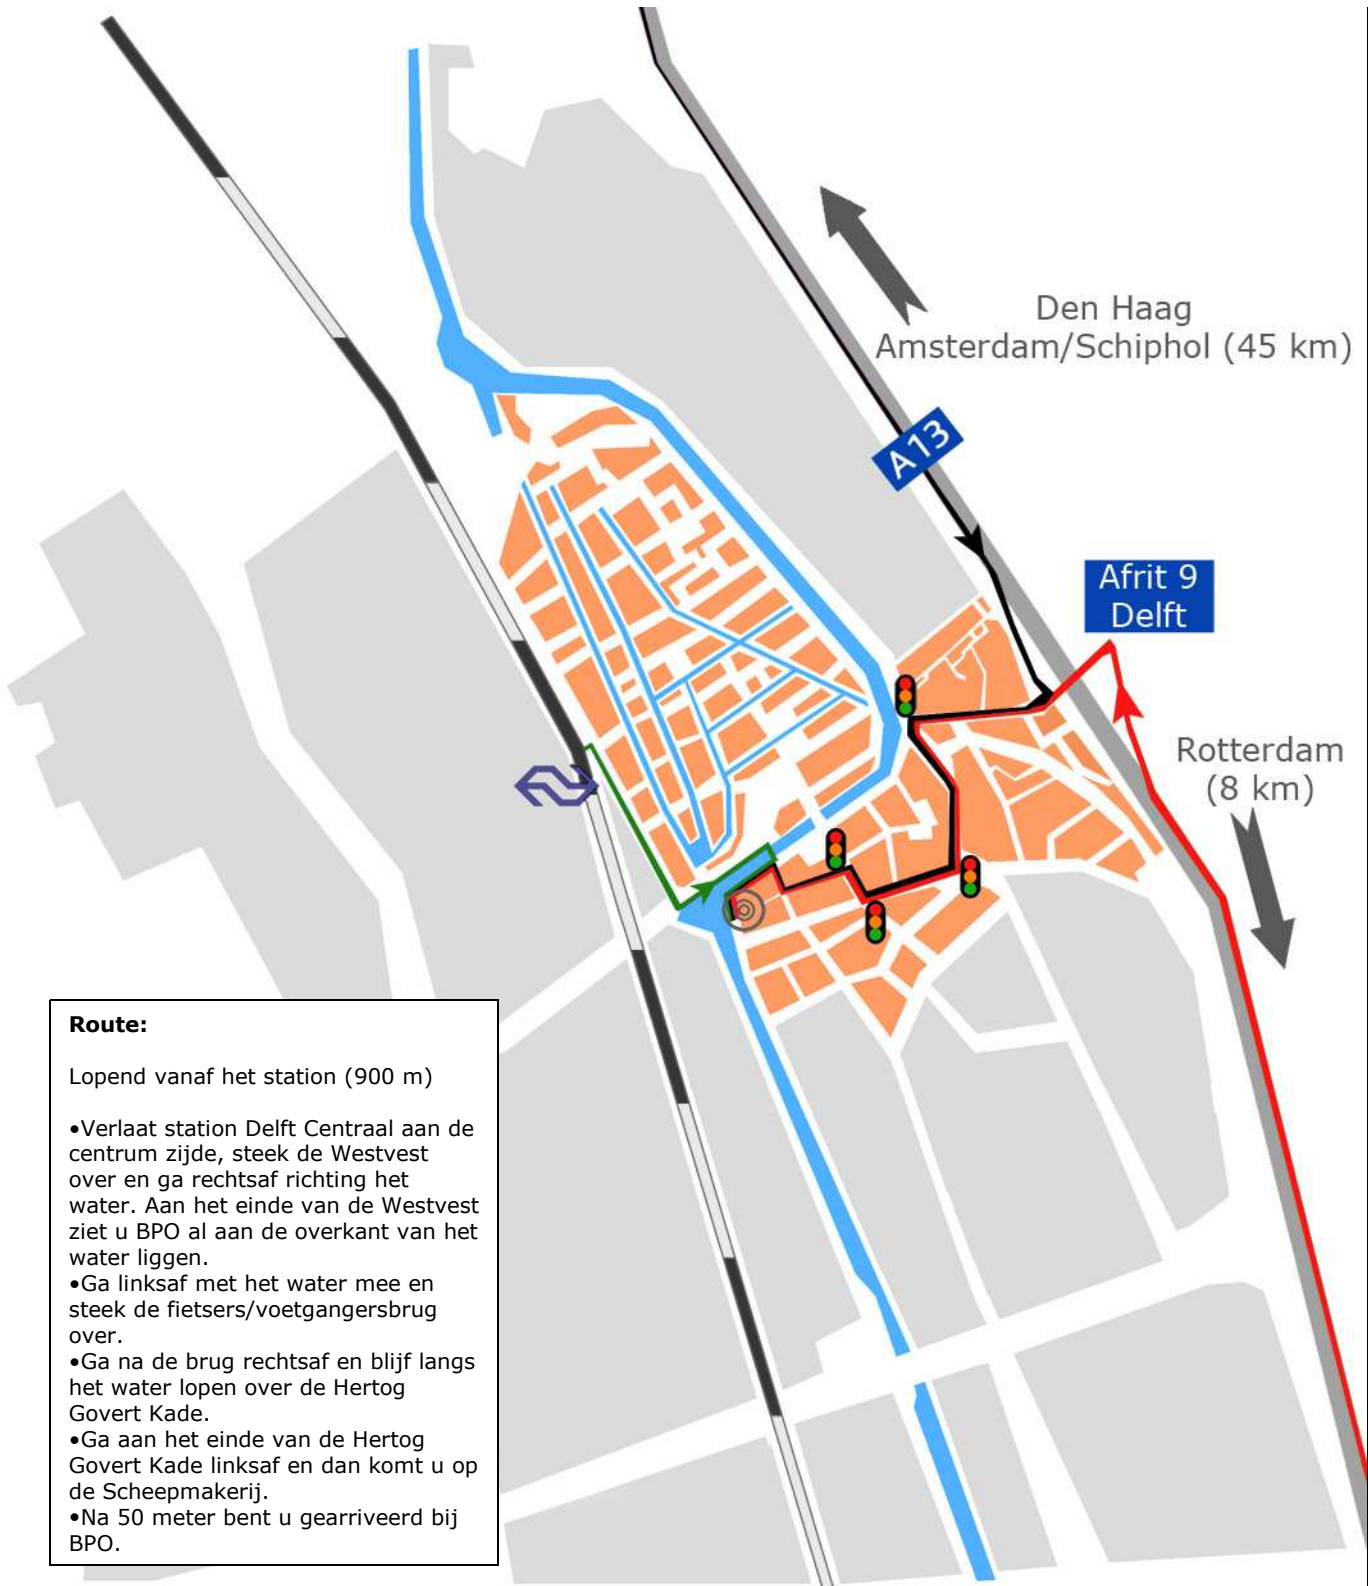 Den Haag
Amsterdam/Schiphol (45 km)
A13
Afrit 9
Delft
Rotterdam
(8 km)
Route:
Lopend vanaf het station (900 m)
•Verlaat station Delft Centraal aan de
centrum zijde, steek de Westvest
over en ga rechtsaf richting het
water. Aan het einde van de Westvest
ziet u BPO al aan de overkant van het
water liggen.
•Ga linksaf met het water mee en
steek de fietsers/voetgangersbrug
over.
•Ga na de brug rechtsaf en blijf langs
het water lopen over de Hertog
Govert Kade.
•Ga aan het einde van de Hertog
Govert Kade linksaf en dan komt u op
de Scheepmakerij.
•Na 50 meter bent u gearriveerd bij
BPO.